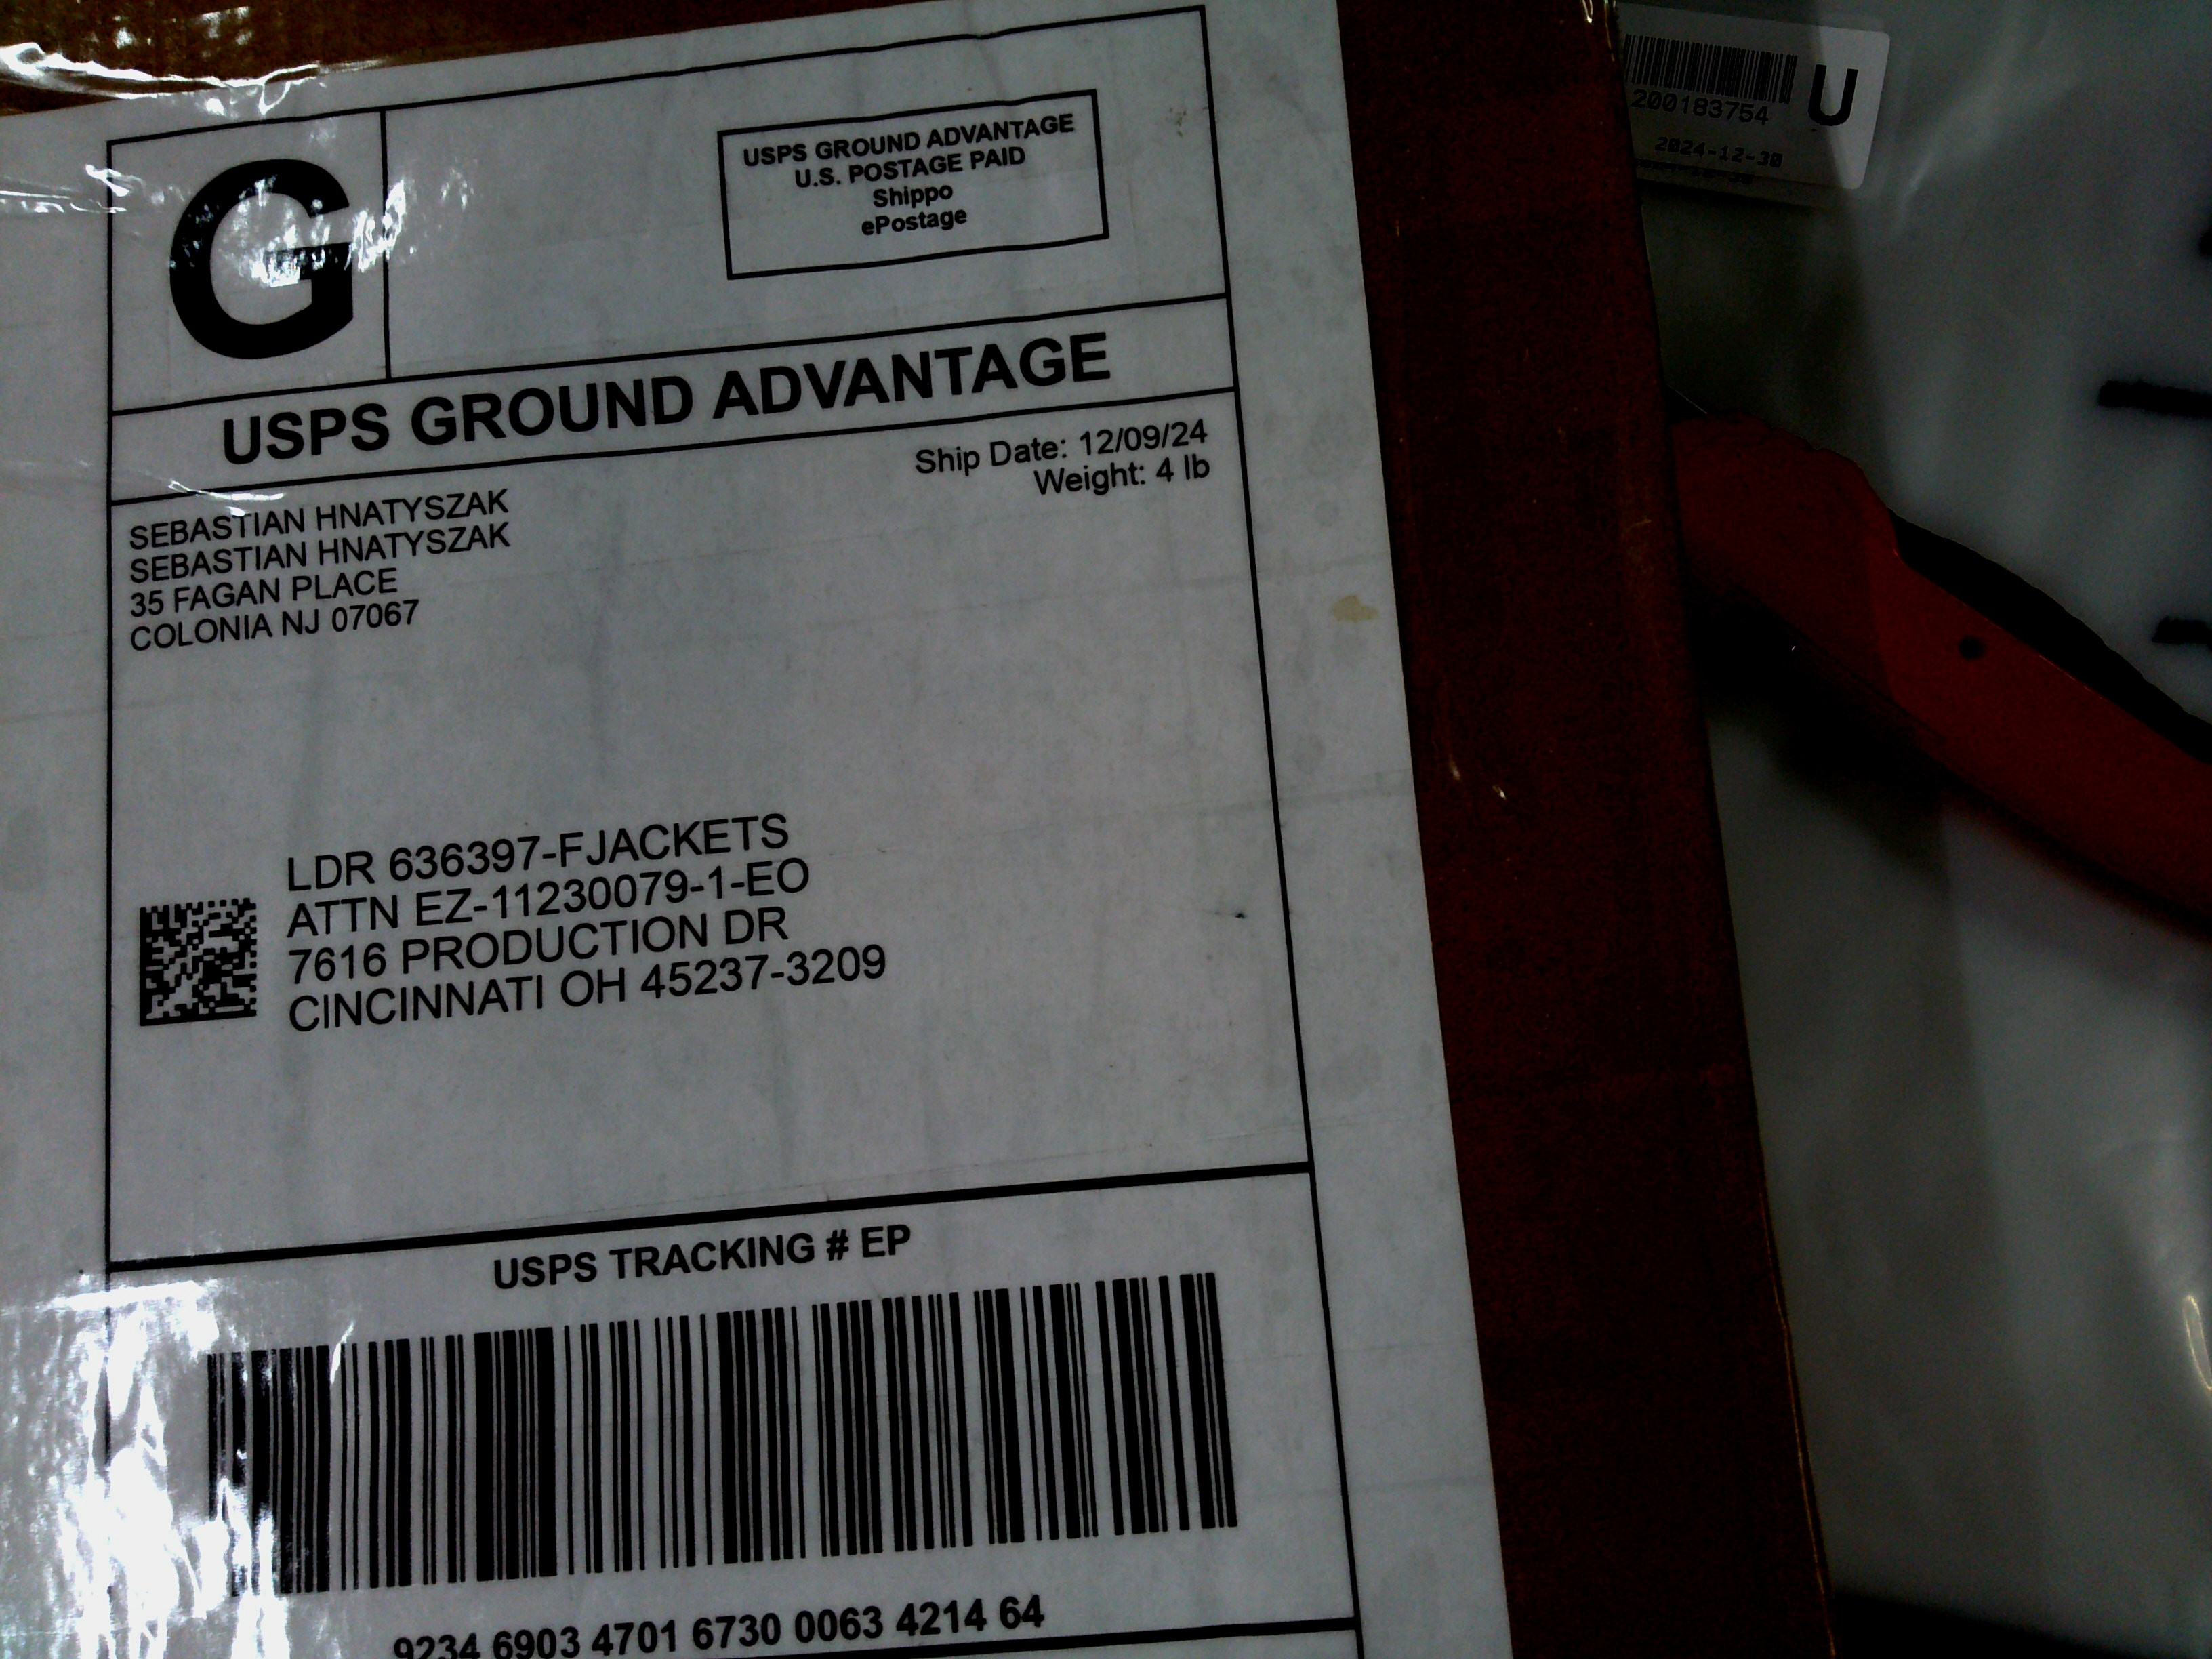 G
USPS GROUND ADVANTAGE
U.S. POSTAGE PAID
Shippo
ePostage
USPS GROUND ADVANTAGE
Ship Date: 12/09/24
Weight: 4 lb
SEBASTIAN HNATYSZAK
SEBASTIAN HNATYSZAK
35 FAGAN PLACE
COLONIA NJ 07067
LDR 636397-FJACKETS
ATTN EZ-11230079-1-EO
7616 PRODUCTION DR
CINCINNATI OH 45237-3209
USPS TRACKING # EP
9234 6903 4701 6730 0063 4214 64
200183754
U
2024-12-30